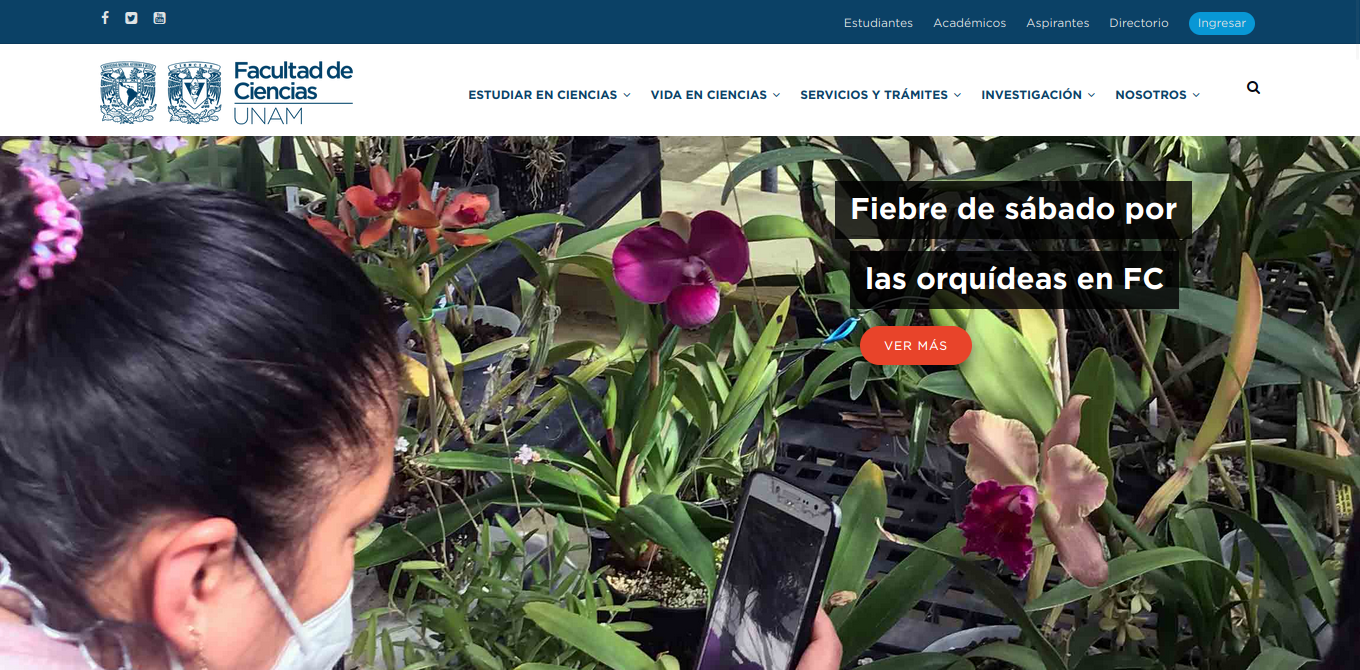 Estudiantes Académicos Aspirantes Directorio Ingresar
Facultad de
Ciencias
UNAM
ESTUDIAR EN CIENCIAS VIDA EN CIENCIAS SERVICIOS Y TRÁMITES INVESTIGACIÓN NOSOTROS
Fiebre de sábado por
las orquídeas en FC
VER MÁS